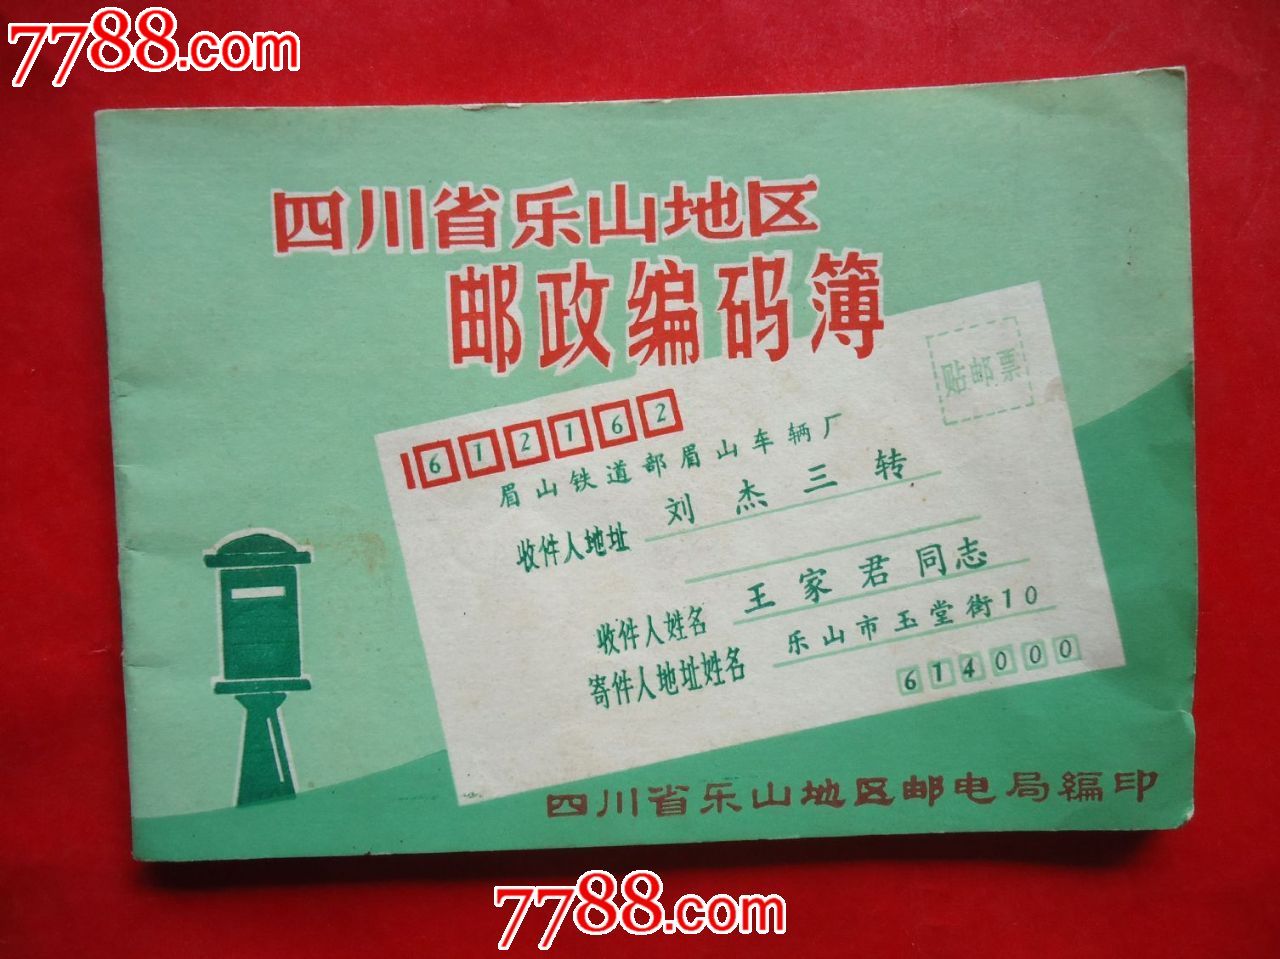 7788.com
7788.com
四川省乐山地区
邮政编码簿
贴邮票
612162
眉山铁道部眉山车辆厂
刘杰三转
收件人地址
王家君同志
收件人姓名
乐山市玉堂街10
寄件人地址姓名
614000
四川省乐山地区邮电局编印
7788.com